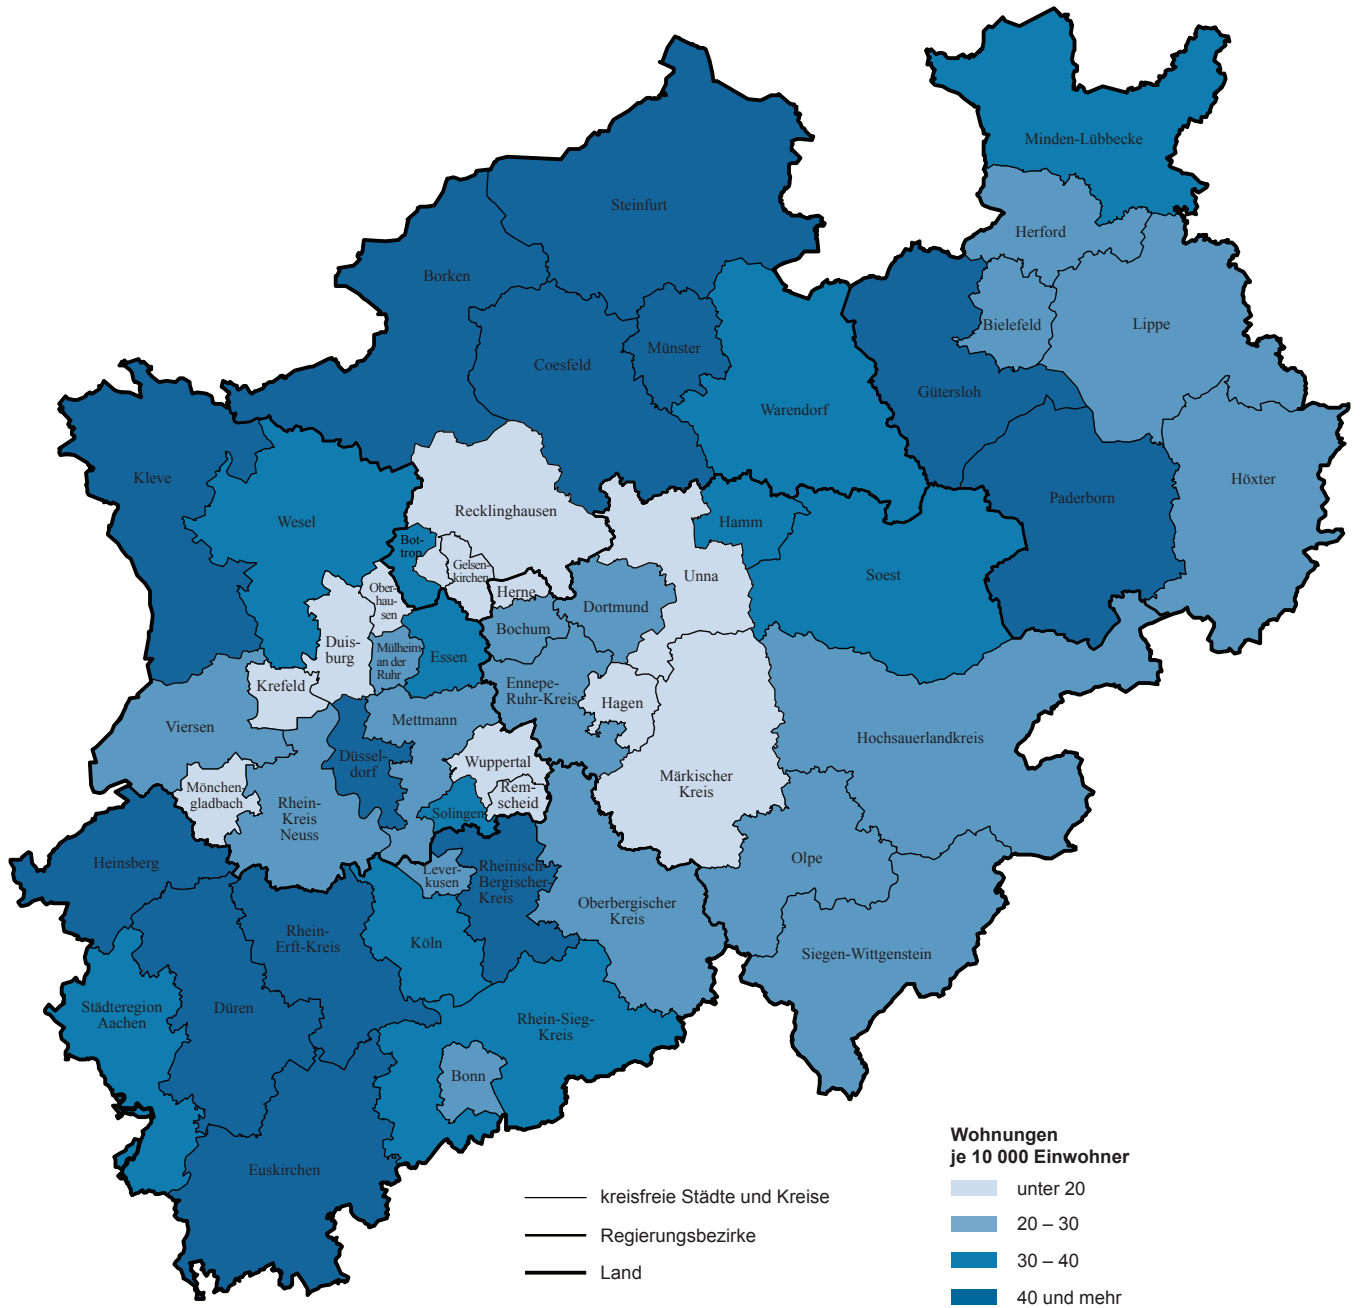 Minden-Lübbecke
Steinfurt
Herford
Borken
Bielefeld
Lippe
Münster
Coesfeld
Gütersloh
Warendorf
Kleve
Höxter
Paderborn
Recklinghausen
Wesel
Hamm
Bot-
trop
Gelsen-
kirchen
Soest
Unna
Ober-
hau-
sen
Herne
Dortmund
Bochum
Duis-
burg
Mülheim
an der
Ruhr
Essen
Krefeld
Ennepe-
Ruhr-Kreis
Hagen
Viersen
Mettmann
Hochsauerlandkreis
Düssel-
dorf
Wuppertal
Märkischer
Kreis
Mönchen-
gladbach
Rem-
scheid
Rhein-
Kreis
Neuss
Solingen
Heinsberg
Lever-
kusen
Rheinisch-
Bergischer-
Kreis
Olpe
Oberbergischer
Kreis
Rhein-
Erft-Kreis
Köln
Siegen-Wittgenstein
Städteregion
Aachen
Düren
Rhein-Sieg-
Kreis
Bonn
Euskirchen
Wohnungen
je 10 000 Einwohner
unter 20
20 – 30
30 – 40
40 und mehr
kreisfreie Städte und Kreise
Regierungsbezirke
Land